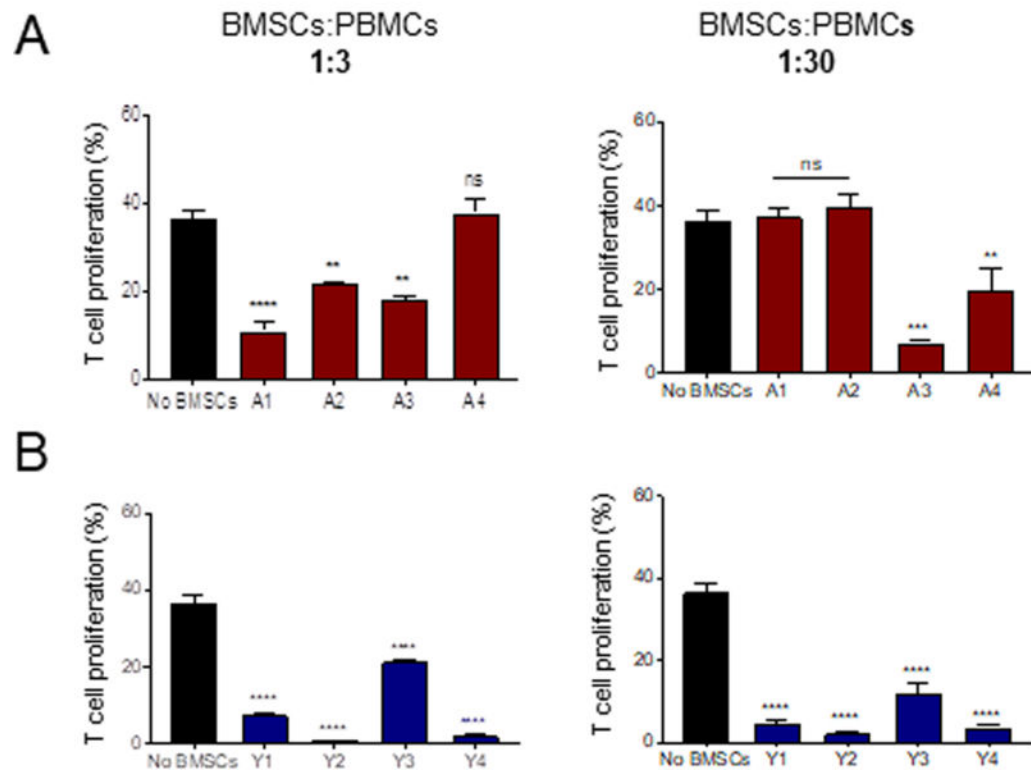 A
BMSCs:PBMCs
1:3
BMSCs:PBMCs
1:30
T cell proliferation (%)
60
40
20
0
****
**
**
ns
No BMSCs A1 A2 A3 A4
T cell proliferation (%)
60
40
20
0
ns
***
**
No BMSCs A1 A2 A3 A4
B
T cell proliferation (%)
60
40
20
0
****
****
****
****
No BMSCs Y1 Y2 Y3 Y4
T cell proliferation (%)
60
40
20
0
****
****
****
****
No BMSCs Y1 Y2 Y3 Y4